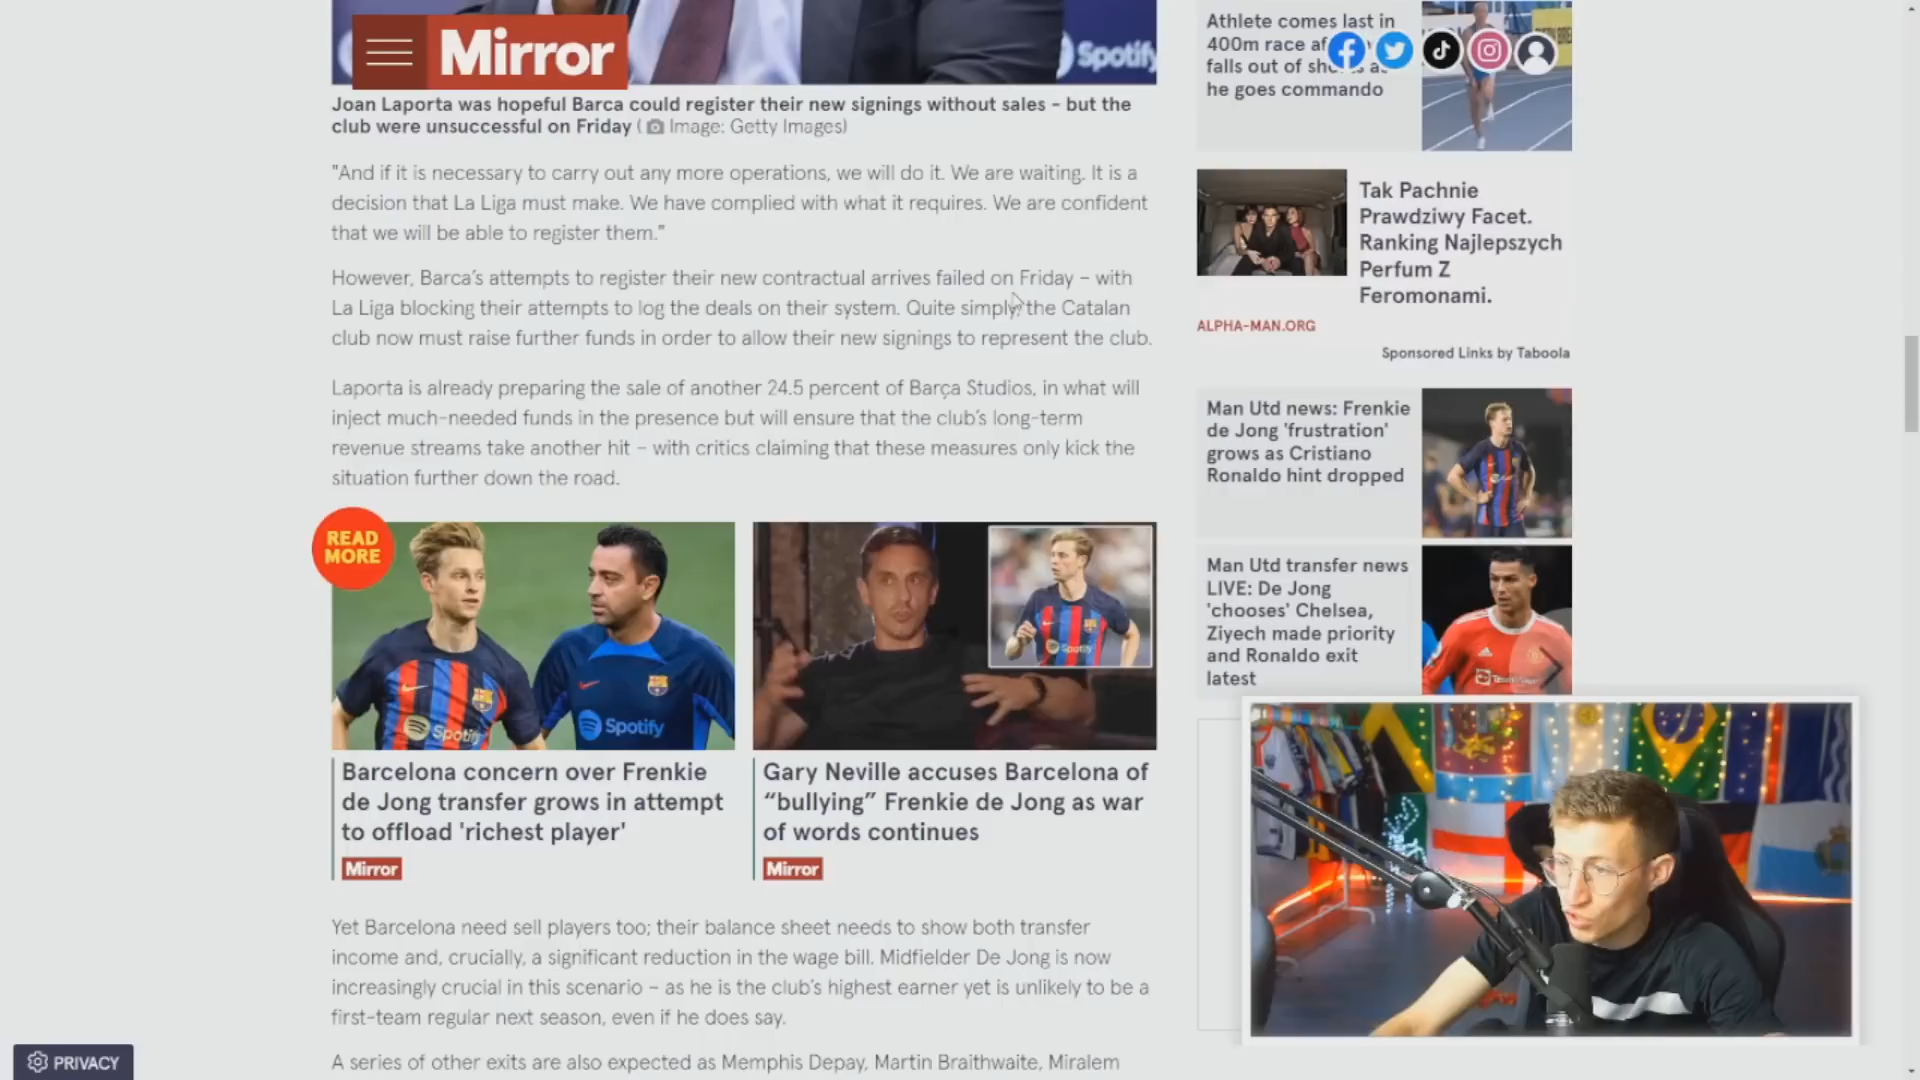 Mirror
Spotify
Joan Laporta was hopeful Barca could register their new signings without sales - but the
club were unsuccessful on Friday ( Image: Getty Images)
"And if it is necessary to carry out any more operations, we will do it. We are waiting. It is a
decision that La Liga must make. We have complied with what it requires. We are confident
that we will be able to register them."
However, Barca's attempts to register their new contractual arrives failed on Friday – with
La Liga blocking their attempts to log the deals on their system. Quite simply, the Catalan
club now must raise further funds in order to allow their new signings to represent the club.
Laporta is already preparing the sale of another 24.5 percent of Barça Studios, in what will
inject much-needed funds in the presence but will ensure that the club's long-term
revenue streams take another hit – with critics claiming that these measures only kick the
situation further down the road.
READ
MORE
Spotify
Spotify
Spotify
Barcelona concern over Frenkie
de Jong transfer grows in attempt
to offload 'richest player'
Mirror
Gary Neville accuses Barcelona of
“bullying” Frenkie de Jong as war
of words continues
Mirror
Yet Barcelona need sell players too; their balance sheet needs to show both transfer
income and, crucially, a significant reduction in the wage bill. Midfielder De Jong is now
increasingly crucial in this scenario – as he is the club's highest earner yet is unlikely to be a
first-team regular next season, even if he does say.
A series of other exits are also expected as Memphis Depay, Martin Braithwaite, Miralem
PRIVACY
Athlete comes last in
400m race
falls out of
he goes commando
Tak Pachnie
Prawdziwy Facet.
Ranking Najlepszych
Perfum Z
Feromonami.
ALPHA-MAN.ORG
Sponsored Links by Taboola
Man Utd news: Frenkie
de Jong 'frustration'
grows as Cristiano
Ronaldo hint dropped
Man Utd transfer news
LIVE: De Jong
'chooses' Chelsea,
Ziyech made priority
and Ronaldo exit
latest